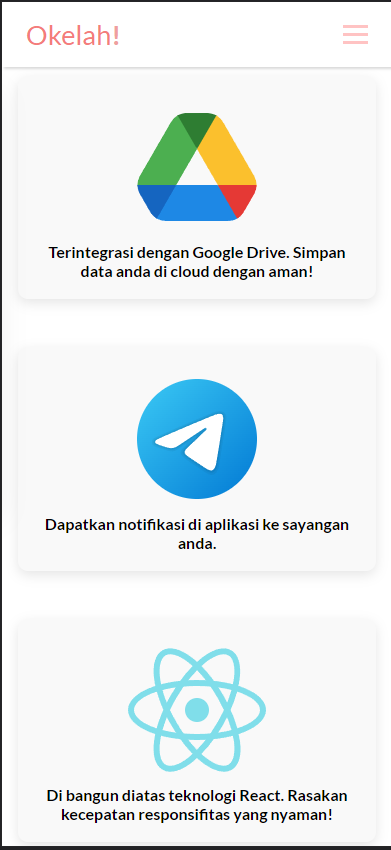 Okelah!
Terintegrasi dengan Google Drive. Simpan
data anda di cloud dengan aman!
Dapatkan notifikasi di aplikasi ke sayangan
anda.
Di bangun diatas teknologi React. Rasakan
kecepatan responsifitas yang nyaman!